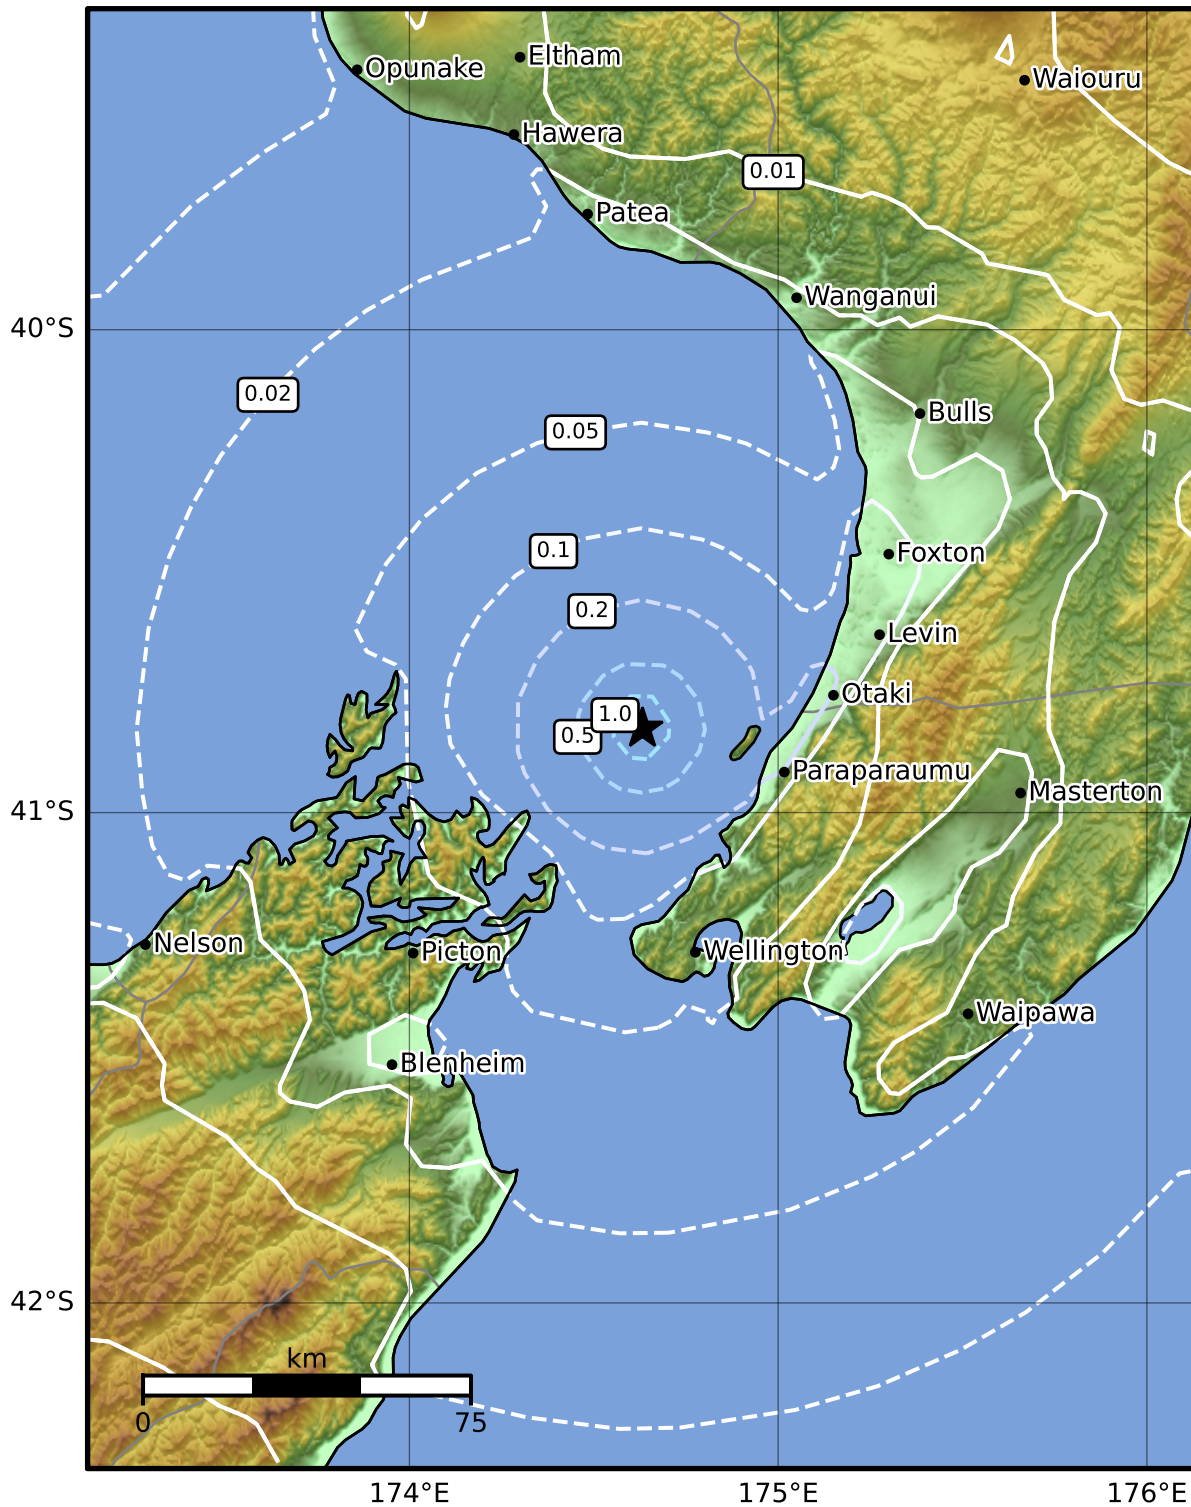 Eltham
Opunake
Waiouru
Hawera
0.01
Patea
Wanganui
40°S
0.02
Bulls
0.05
0.1
Foxton
0.2
Levin
Otaki
1.0
0.5
Paraparaumu
Masterton
41°S
Nelson
Picton
Wellington
Waipawa
Blenheim
42°S
km
0 75
174°E 175°E 176°E